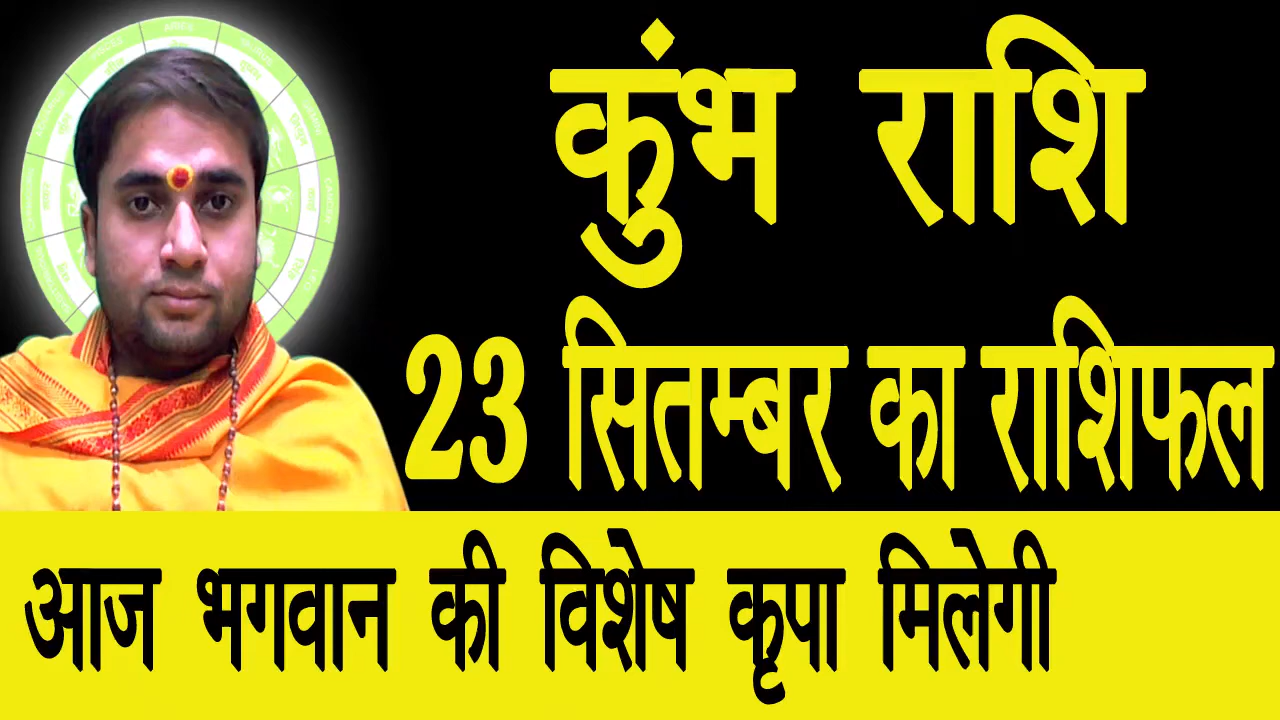 कुंभ राशि
23 सितम्बर का राशिफल
आज भगवान की विशेष कृपा मिलेगी